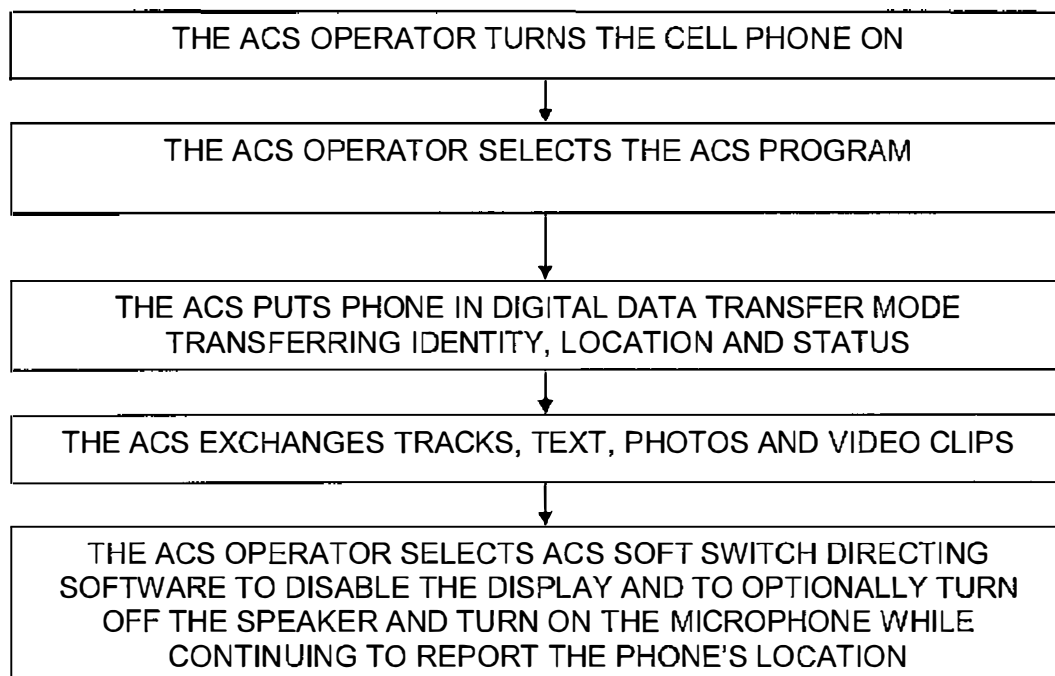 THE ACS OPERATOR TURNS THE CELL PHONE ON
THE ACS OPERATOR SELECTS THE ACS PROGRAM
THE ACS PUTS PHONE IN DIGITAL DATA TRANSFER MODE
TRANSFERRING IDENTITY, LOCATION AND STATUS
THE ACS EXCHANGES TRACKS, TEXT, PHOTOS AND VIDEO CLIPS
THE ACS OPERATOR SELECTS ACS SOFT SWITCH DIRECTING
SOFTWARE TO DISABLE THE DISPLAY AND TO OPTIONALLY TURN
OFF THE SPEAKER AND TURN ON THE MICROPHONE WHILE
CONTINUING TO REPORT THE PHONE'S LOCATION